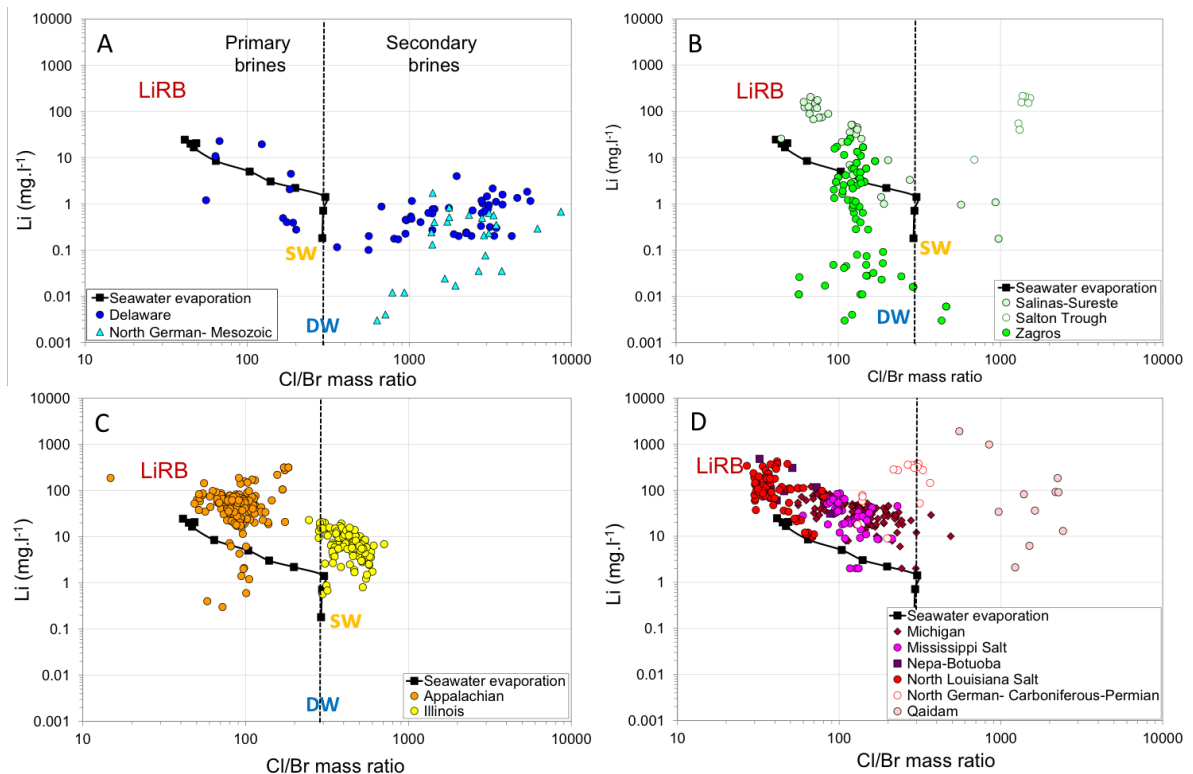 A
Primary brines
Secondary brines
LiRB
SW
DW
Seawater evaporation
Delaware
North German- Mesozoic
Li (mg.l-1)
10000
1000
100
10
1
0.1
0.01
0.001
10
100
1000
10000
Cl/Br mass ratio
B
LiRB
SW
DW
Seawater evaporation
Salinas-Sureste
Salton Trough
Zagros
Li (mg.l-1)
10000
1000
100
10
1
0.1
0.01
0.001
10
100
1000
10000
Cl/Br mass ratio
C
LiRB
SW
DW
Seawater evaporation
Appalachian
Illinois
Li (mg.l-1)
10000
1000
100
10
1
0.1
0.01
0.001
10
100
1000
10000
Cl/Br mass ratio
D
LiRB
Seawater evaporation
Michigan
Mississippi Salt
Nepa-Botuoba
North Louisiana Salt
North German- Carboniferous-Permian
Qaidam
Li (mg.l-1)
10000
1000
100
10
1
0.1
0.01
0.001
10
100
1000
10000
Cl/Br mass ratio